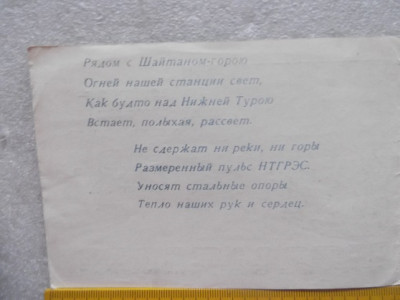 Рядом с Шайтаном-горою
Огней нашей станции свет,
Как будто над Нижней Турою
Встает, полыхая, рассвет.
Не сдержат ни реки, ни горы
Размеренный пульс НТГРЭС.
Уносят стальные опоры
Тепло наших рук и сердец.